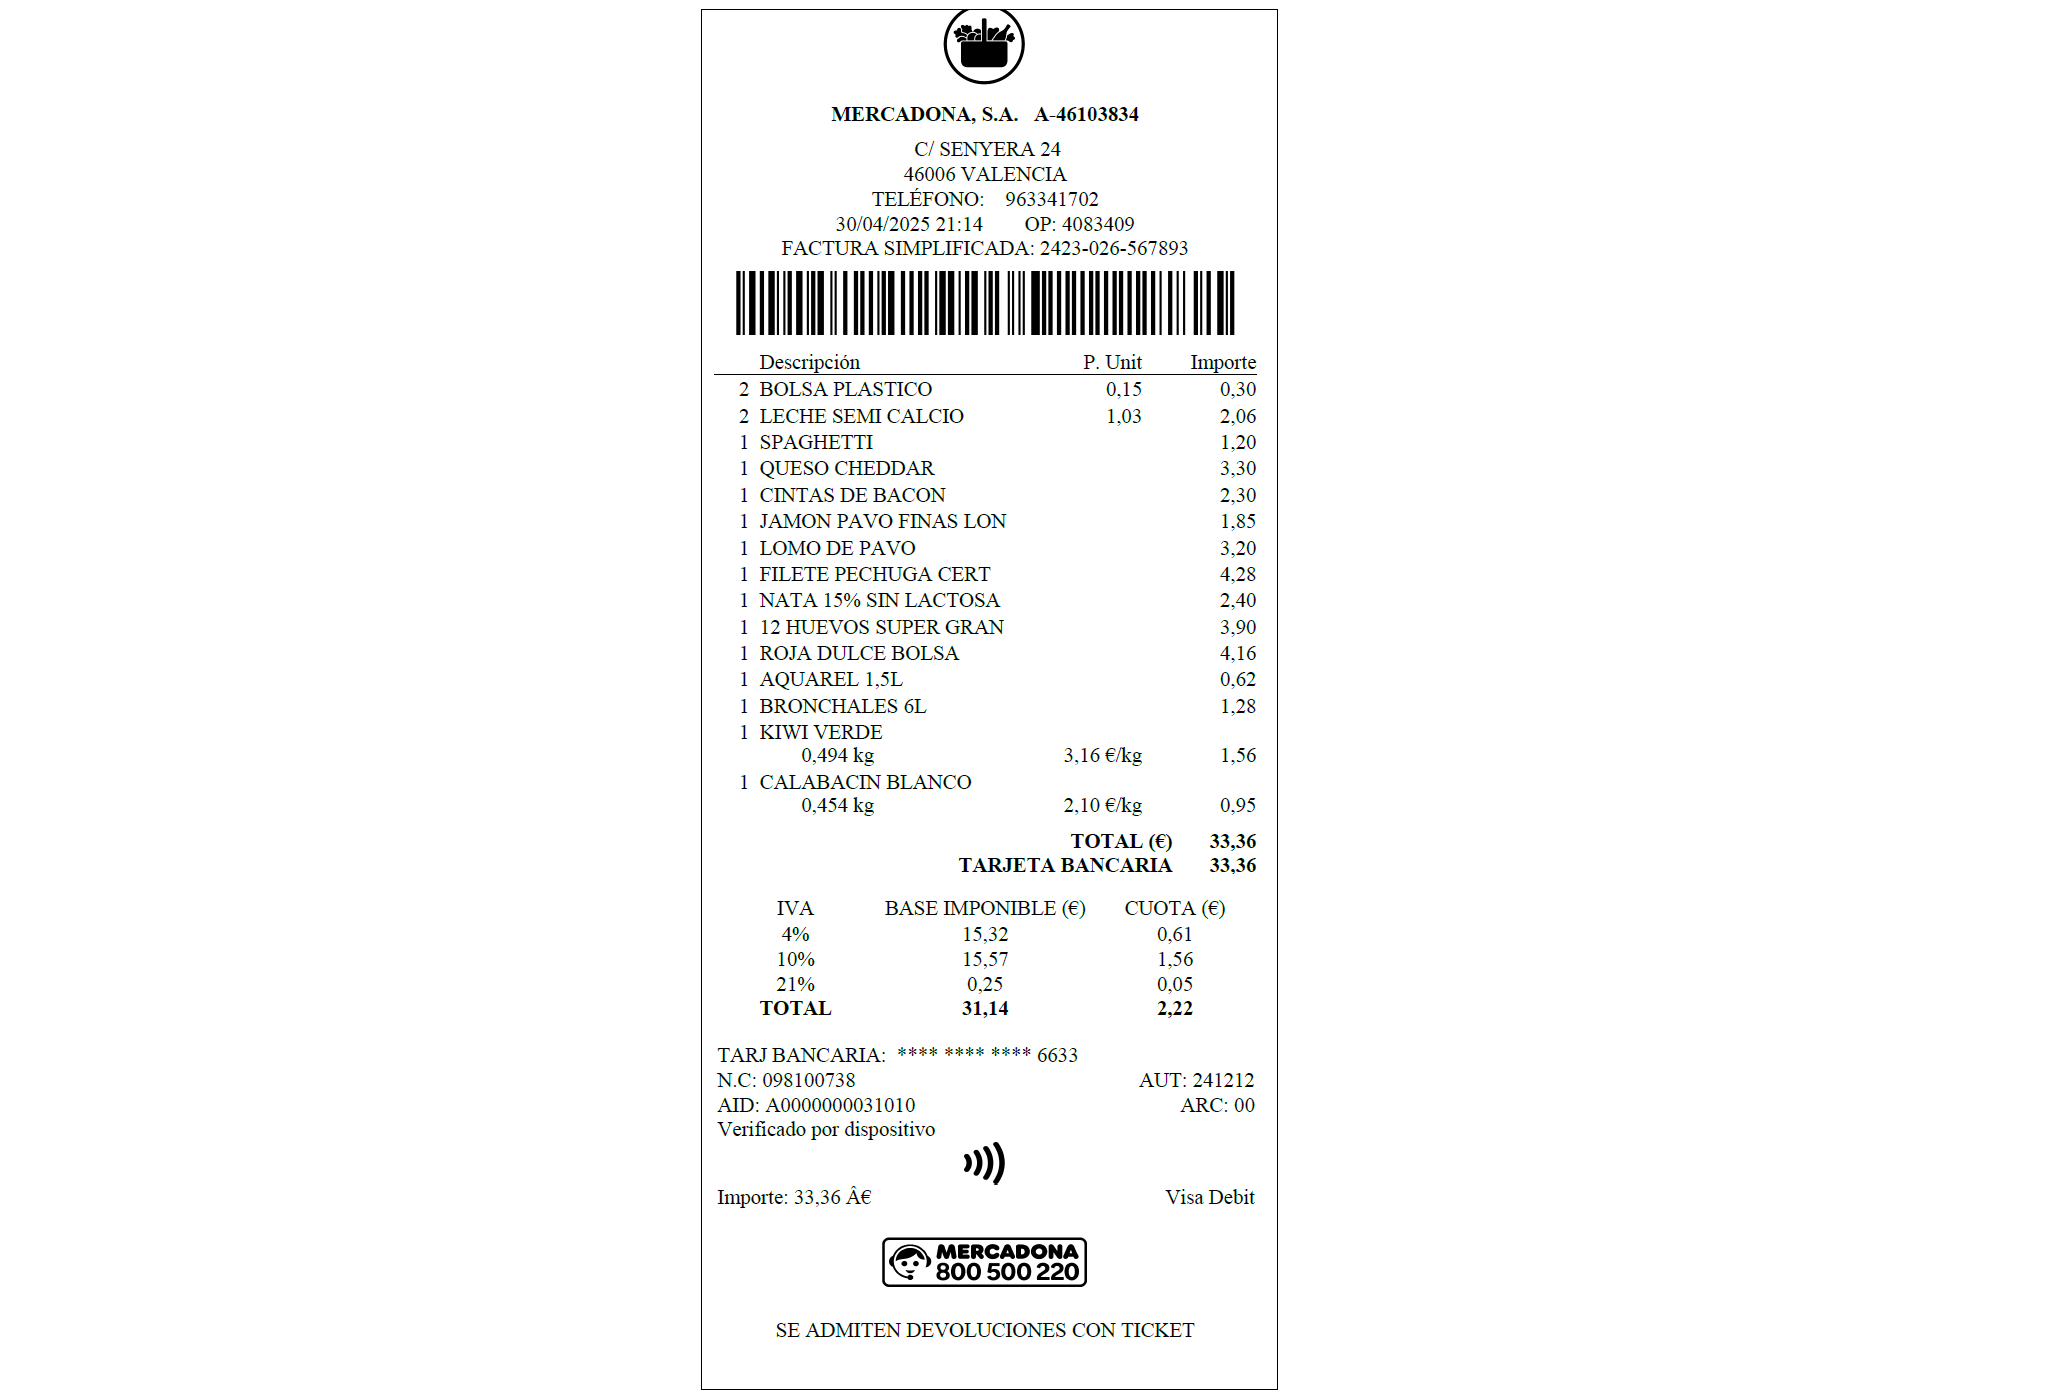 MERCADONA, S.A. A-46103834
C/ SENYERA 24
46006 VALENCIA
TELÉFONO: 963341702
30/04/2025 21:14 OP: 4083409
FACTURA SIMPLIFICADA: 2423-026-567893
Descripción P. Unit Importe
2 BOLSA PLASTICO 0,15 0,30
2 LECHE SEMI CALCIO 1,03 2,06
1 SPAGHETTI 1,20
1 QUESO CHEDDAR 3,30
1 CINTAS DE BACON 2,30
1 JAMON PAVO FINAS LON 1,85
1 LOMO DE PAVO 3,20
1 FILETE PECHUGA CERT 4,28
1 NATA 15% SIN LACTOSA 2,40
1 12 HUEVOS SUPER GRAN 3,90
1 ROJA DULCE BOLSA 4,16
1 AQUAREL 1,5L 0,62
1 BRONCHALES 6L 1,28
1 KIWI VERDE
0,494 kg 3,16 €/kg 1,56
1 CALABACIN BLANCO
0,454 kg 2,10 €/kg 0,95
TOTAL (€) 33,36
TARJETA BANCARIA 33,36
IVA BASE IMPONIBLE (€) CUOTA (€)
4% 15,32 0,61
10% 15,57 1,56
21% 0,25 0,05
TOTAL 31,14 2,22
TARJ BANCARIA: **** **** **** 6633
N.C: 098100738 AUT: 241212
AID: A0000000031010 ARC: 00
Verificado por dispositivo
Importe: 33,36 Â€ Visa Debit
MERCADONA
800 500 220
SE ADMITEN DEVOLUCIONES CON TICKET